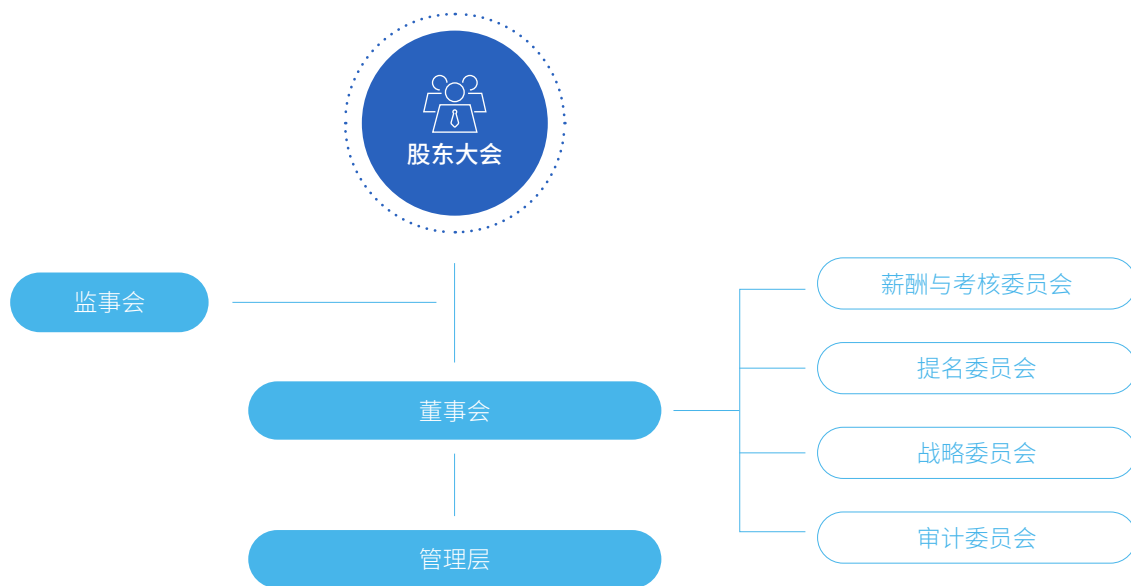 股东大会
监事会
薪酬与考核委员会
提名委员会
董事会
战略委员会
审计委员会
管理层